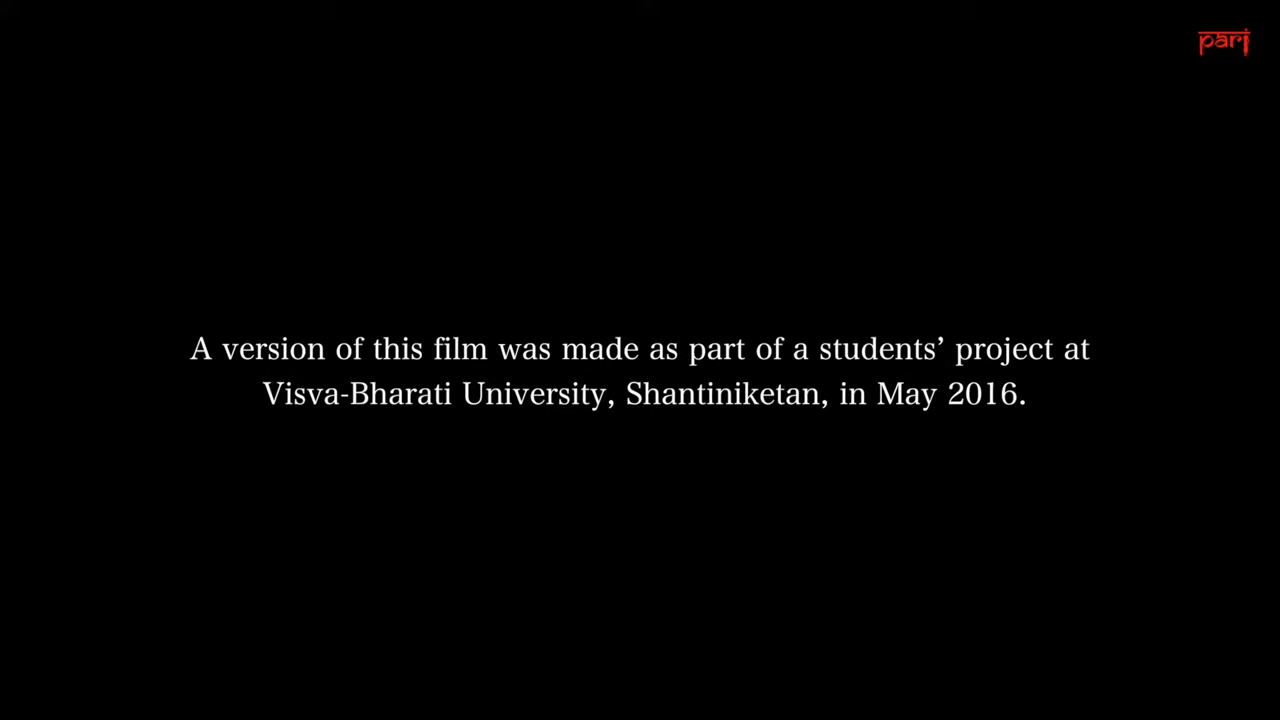 pari
A version of this film was made as part of a students’ project at
Visva-Bharati University, Shantiniketan, in May 2016.